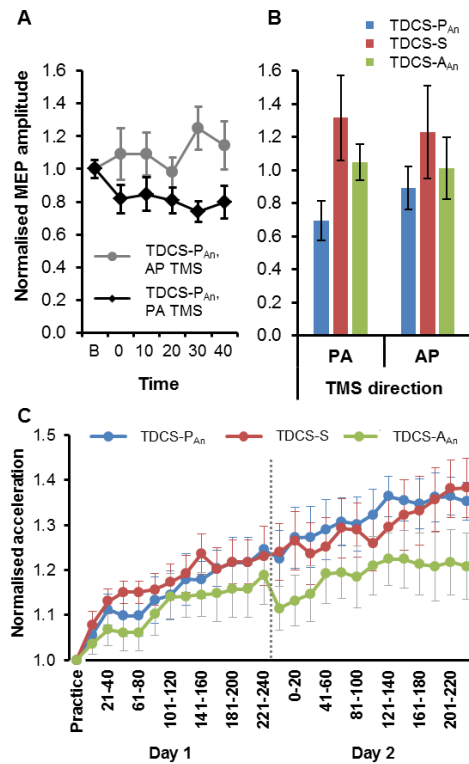 A
Normalised MEP amplitude
1.6
1.4
1.2
1.0
0.8
0.6
0.4
0.2
0.0
TDCS-PAn,
AP TMS
TDCS-PAn,
PA TMS
B 0 10 20 30 40
Time
B
TDCS-PAn
TDCS-S
TDCS-AAn
1.8
1.6
1.4
1.2
1.0
0.8
0.6
0.4
0.2
0.0
PA AP
TMS direction
C
TDCS-PAn TDCS-S TDCS-AAn
Normalised acceleration
1.5
1.4
1.3
1.2
1.1
1.0
Practice
21-40
61-80
101-120
141-160
181-200
221-240
0-20
41-60
81-100
121-140
161-180
201-220
Day 1 Day 2